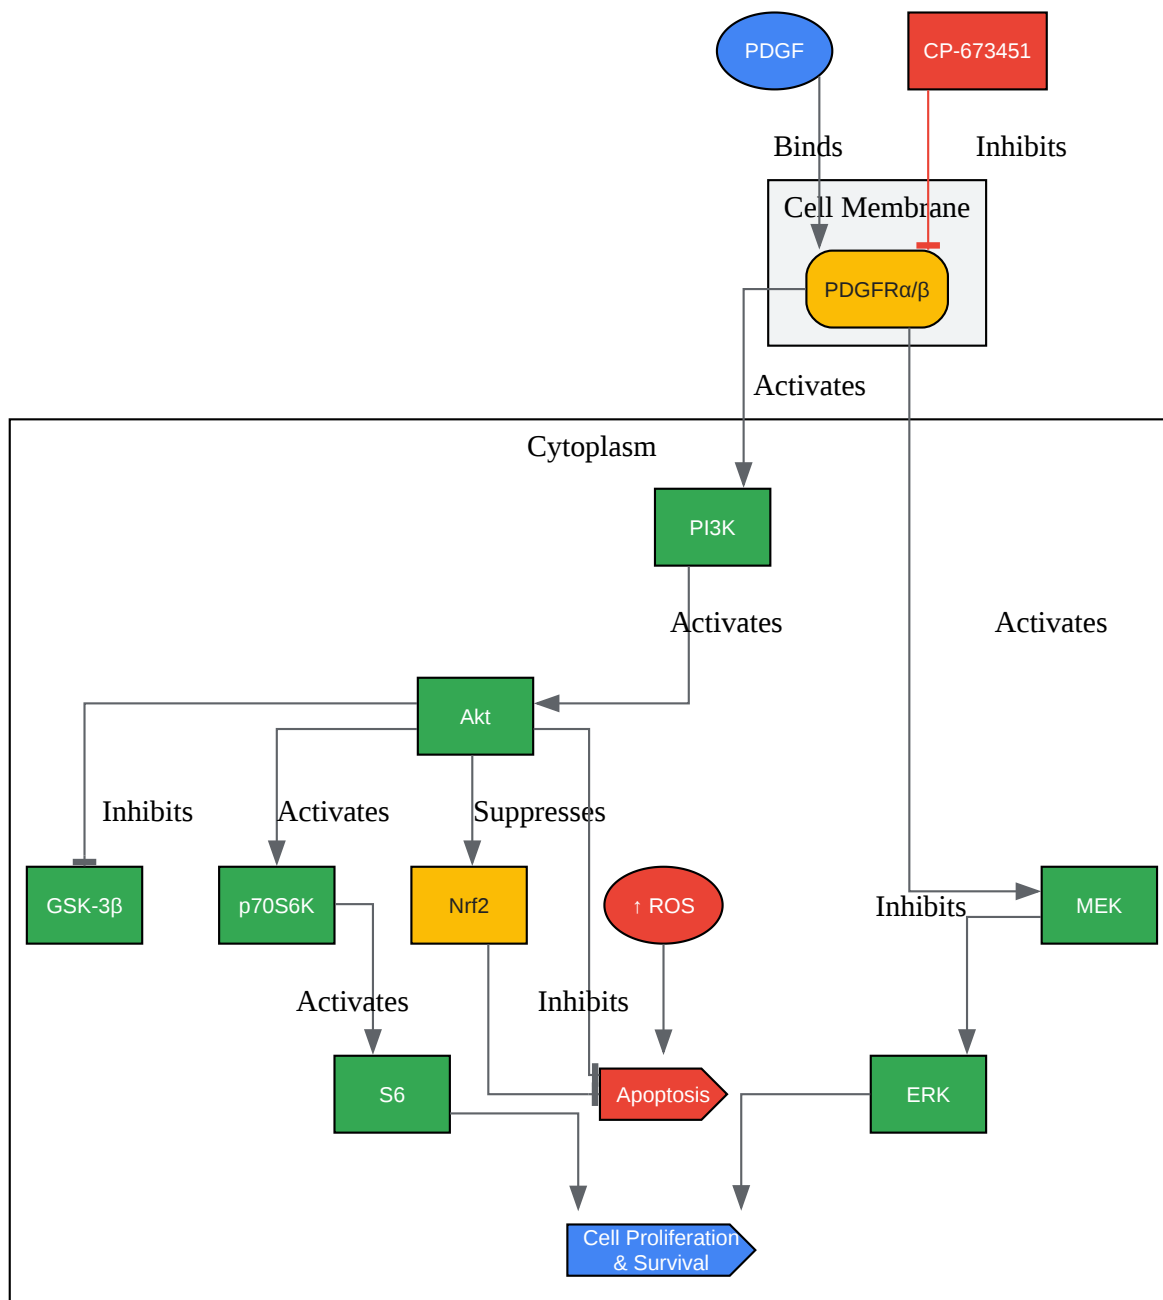 PDGF
CP-673451
Binds
Inhibits
Cell Membrane
PDGFRα/β
Activates
Cytoplasm
PI3K
Activates
Activates
Akt
Inhibits
Activates
Suppresses
GSK-3β
p70S6K
Nrf2
↑ ROS
Inhibits
MEK
Activates
Inhibits
S6
Apoptosis
ERK
Cell Proliferation
& Survival